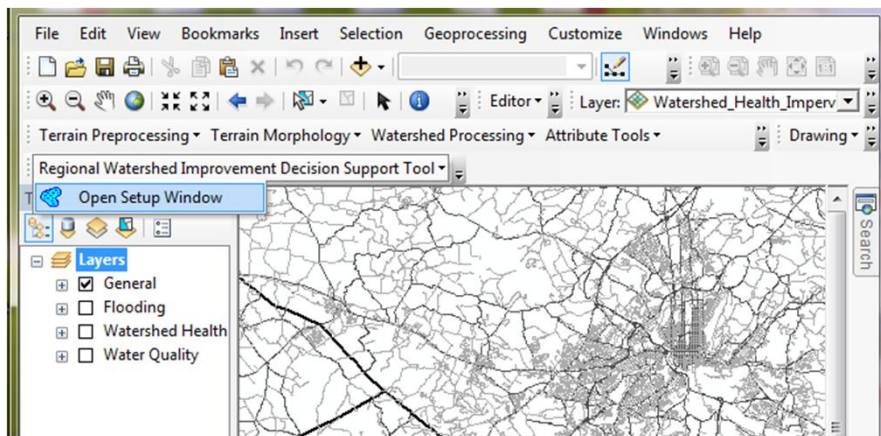 File Edit View Bookmarks Insert Selection Geoprocessing Customize Windows Help
Editor Layer: Watershed_Health_Imperv
Terrain Preprocessing Terrain Morphology Watershed Processing Attribute Tools Drawing
Regional Watershed Improvement Decision Support Tool
Open Setup Window
Layers
General
Flooding
Watershed Health
Water Quality
Search